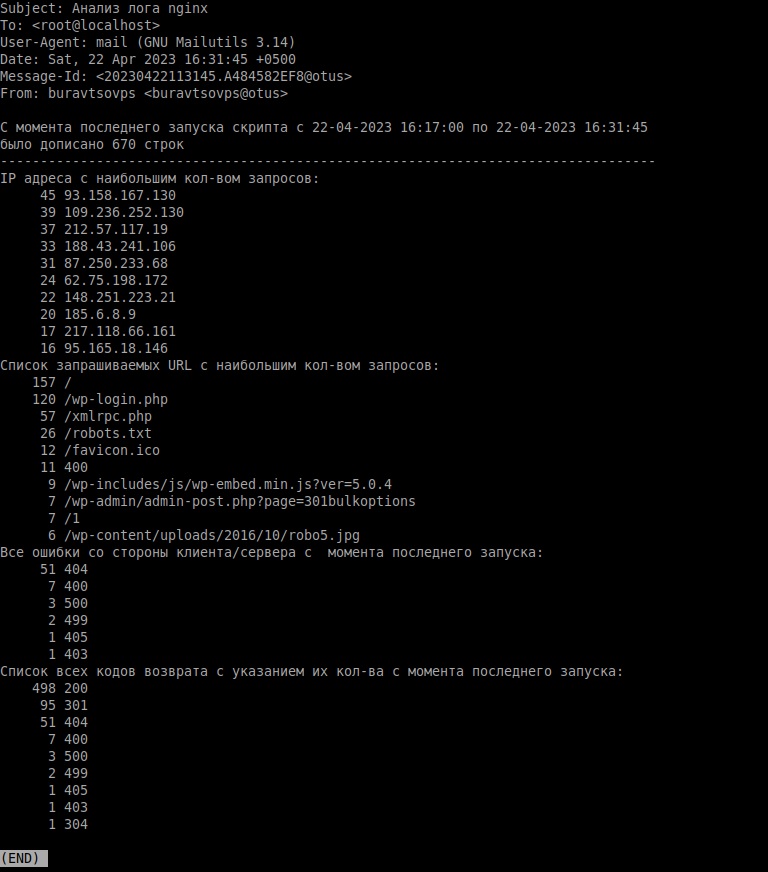 Subject: Анализ лога nginx
To: <root@localhost>
User-Agent: mail (GNU Mailutils 3.14)
Date: Sat, 22 Apr 2023 16:31:45 +0500
Message-Id: <20230422113145.A484582EF8@otus>
From: buravtsovps <buravtsovps@otus>

С момента последнего запуска скрипта с 22-04-2023 16:17:00 по 22-04-2023 16:31:45
было дописано 670 строк
----------------------------------------------------------------------------------
IP адреса с наибольшим кол-вом запросов:
     45 93.158.167.130
     39 109.236.252.130
     37 212.57.117.19
     33 188.43.241.106
     31 87.250.233.68
     24 62.75.198.172
     22 148.251.223.21
     20 185.6.8.9
     17 217.118.66.161
     16 95.165.18.146
Список запрашиваемых URL с наибольшим кол-вом запросов:
    157 /
    120 /wp-login.php
     57 /xmlrpc.php
     26 /robots.txt
     12 /favicon.ico
     11 400
      9 /wp-includes/js/wp-embed.min.js?ver=5.0.4
      7 /wp-admin/admin-post.php?page=301bulkoptions
      7 /1
      6 /wp-content/uploads/2016/10/robo5.jpg
Все ошибки со стороны клиента/сервера с  момента последнего запуска:
     51 404
      7 400
      3 500
      2 499
      1 405
      1 403
Список всех кодов возврата с указанием их кол-ва с момента последнего запуска:
    498 200
     95 301
     51 404
      7 400
      3 500
      2 499
      1 405
      1 403
      1 304

(END)